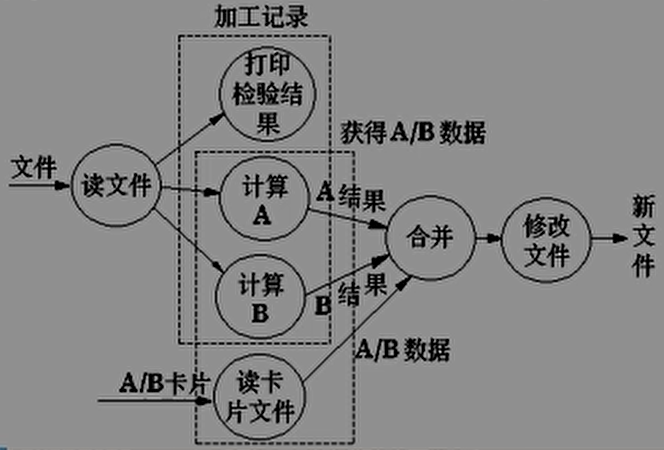 加工记录
打印
检验结
果
获得A/B数据
文件
读文件
计算
A
A结果
合并
修改
文件
新
文
件
计算
B
B结果
A/B数据
A/B卡片
读卡
片文件